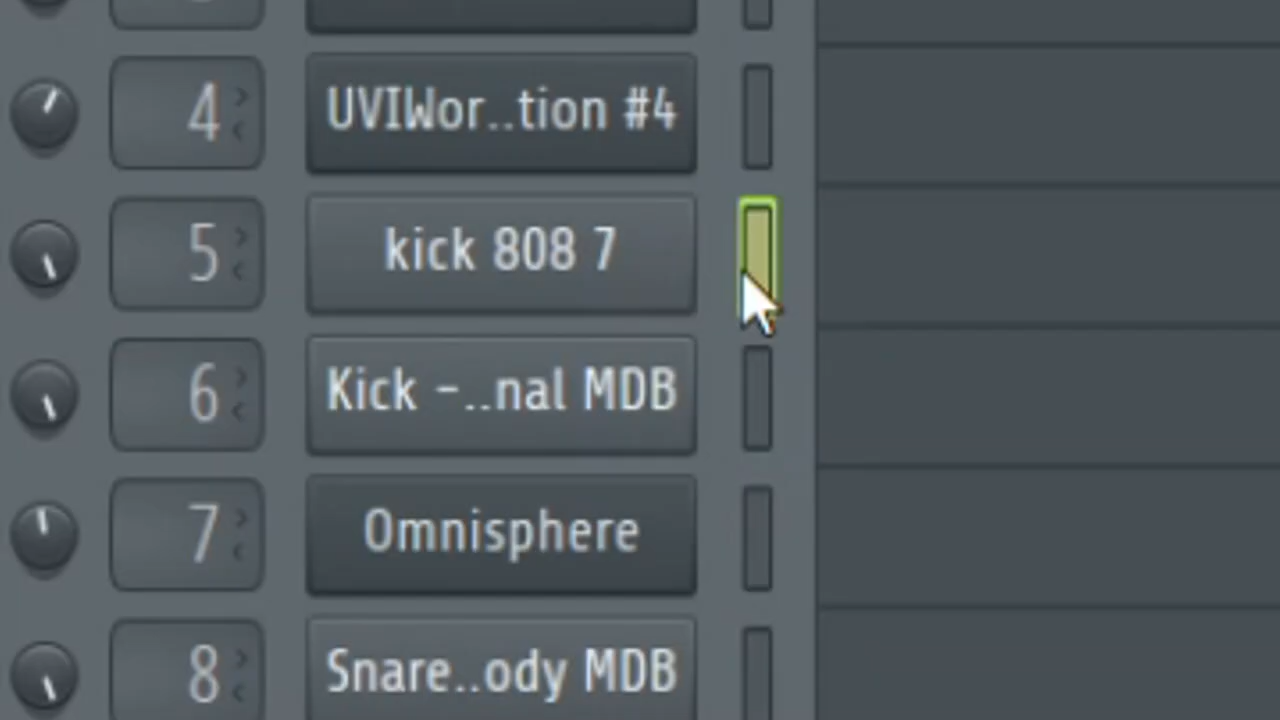 4 UVIWor..tion #4
5 kick 808 7
6 Kick -..nal MDB
7 Omnisphere
8 Snare..ody MDB